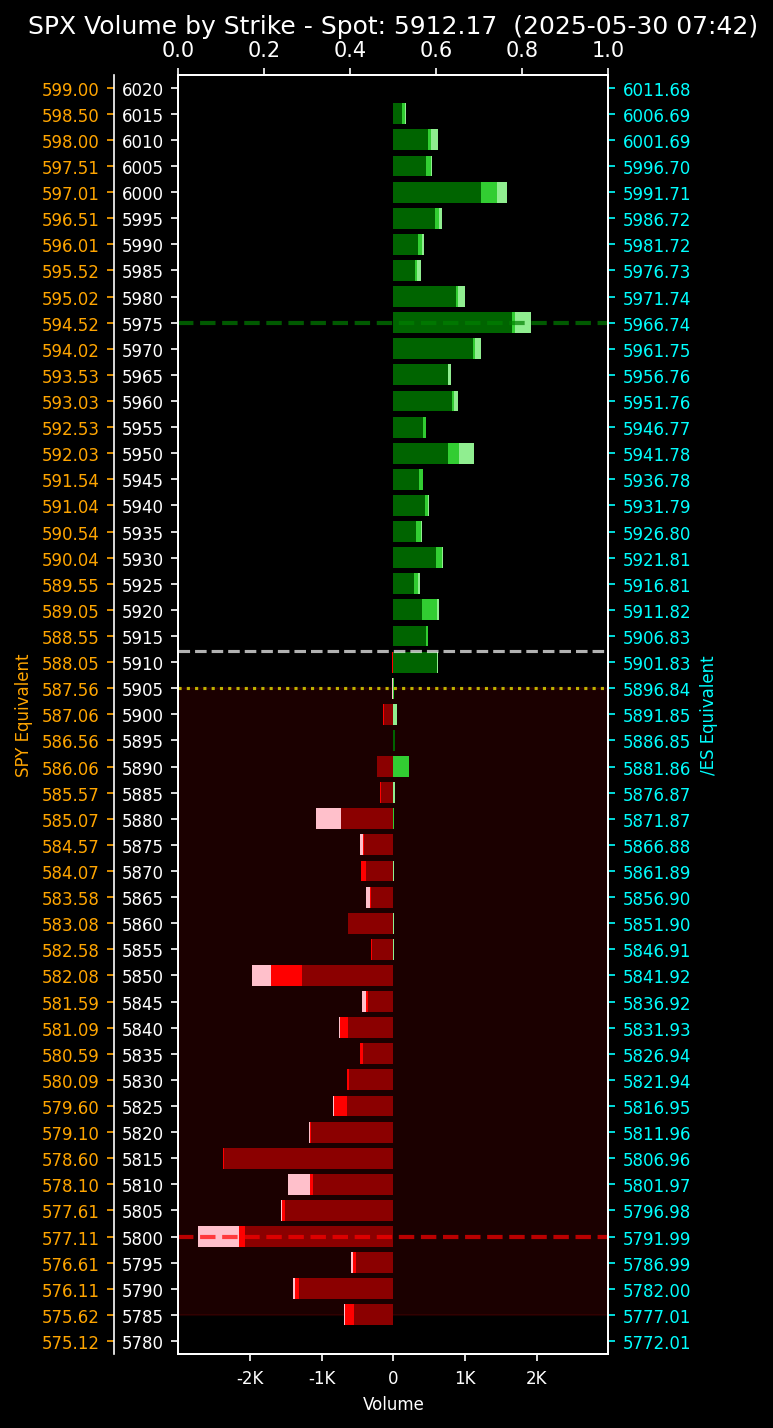 SPX Volume by Strike - Spot: 5912.17 (2025-05-30 07:42)
0.0 0.2 0.4 0.6 0.8 1.0
599.00 6020 6011.68
598.50 6015 6006.69
598.00 6010 6001.69
597.51 6005 5996.70
597.01 6000 5991.71
596.51 5995 5986.72
596.01 5990 5981.72
595.52 5985 5976.73
595.02 5980 5971.74
594.52 5975 5966.74
594.02 5970 5961.75
593.53 5965 5956.76
593.03 5960 5951.76
592.53 5955 5946.77
592.03 5950 5941.78
591.54 5945 5936.78
591.04 5940 5931.79
590.54 5935 5926.80
590.04 5930 5921.81
589.55 5925 5916.81
589.05 5920 5911.82
588.55 5915 5906.83
588.05 5910 5901.83
587.56 5905 5896.84
587.06 5900 5891.85
586.56 5895 5886.85
586.06 5890 5881.86
585.57 5885 5876.87
585.07 5880 5871.87
584.57 5875 5866.88
584.07 5870 5861.89
583.58 5865 5856.90
583.08 5860 5851.90
582.58 5855 5846.91
582.08 5850 5841.92
581.59 5845 5836.92
581.09 5840 5831.93
580.59 5835 5826.94
580.09 5830 5821.94
579.60 5825 5816.95
579.10 5820 5811.96
578.60 5815 5806.96
578.10 5810 5801.97
577.61 5805 5796.98
577.11 5800 5791.99
576.61 5795 5786.99
576.11 5790 5782.00
575.62 5785 5777.01
575.12 5780 5772.01
SPY Equivalent
/ES Equivalent
-2K -1K 0 1K 2K
Volume